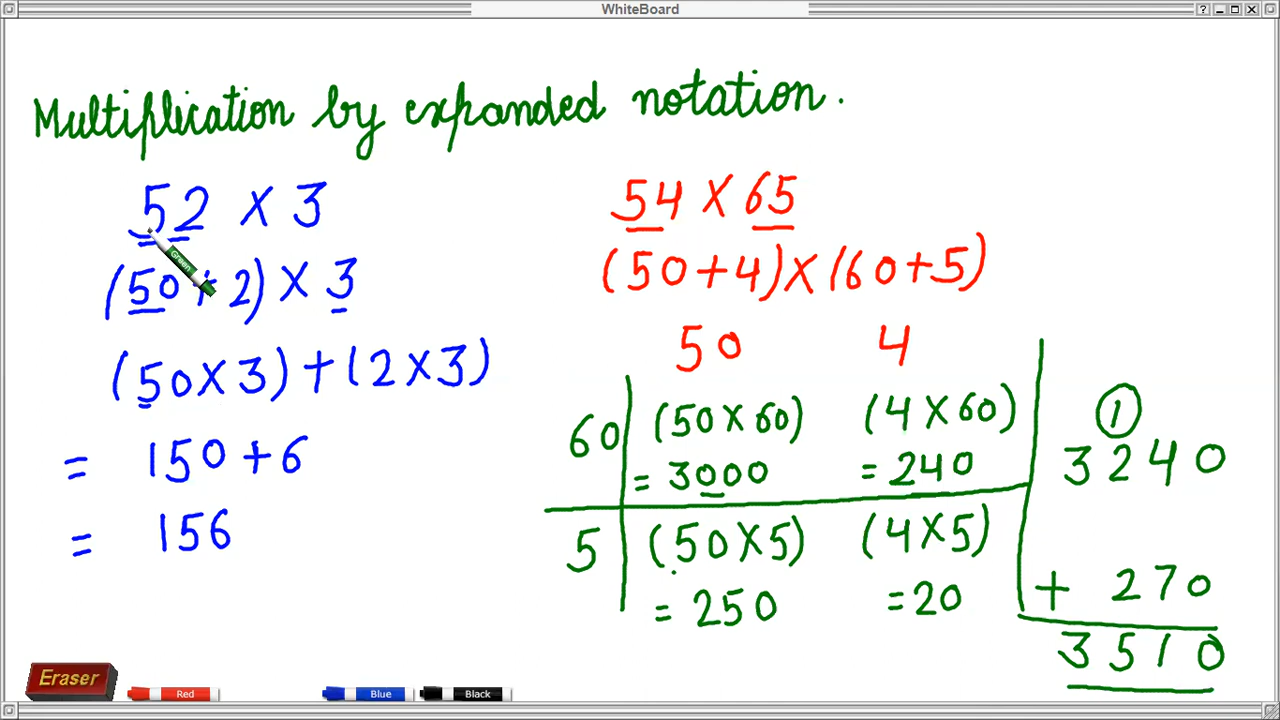 WhiteBoard
Multiplication by expanded notation.
52 X 3
(50+2) X 3
(50X3)+(2X3)
= 150+6
= 156
54 X 65
(50+4)X(60+5)
50 4
60 (50X60) (4X60)
=3000 =240
5 (50X5) (4X5)
=250 =20
1
3240
+ 270
3510
Eraser
Red
Blue
Black
Green